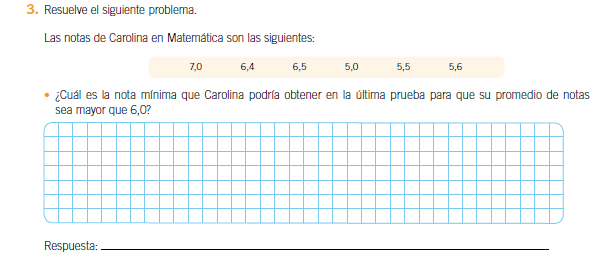 3. Resuelve el siguiente problema.
Las notas de Carolina en Matemática son las siguientes:
7,0 6,4 6,5 5,0 5,5 5,6
• ¿Cuál es la nota mínima que Carolina podría obtener en la última prueba para que su promedio de notas
sea mayor que 6,0?
Respuesta: